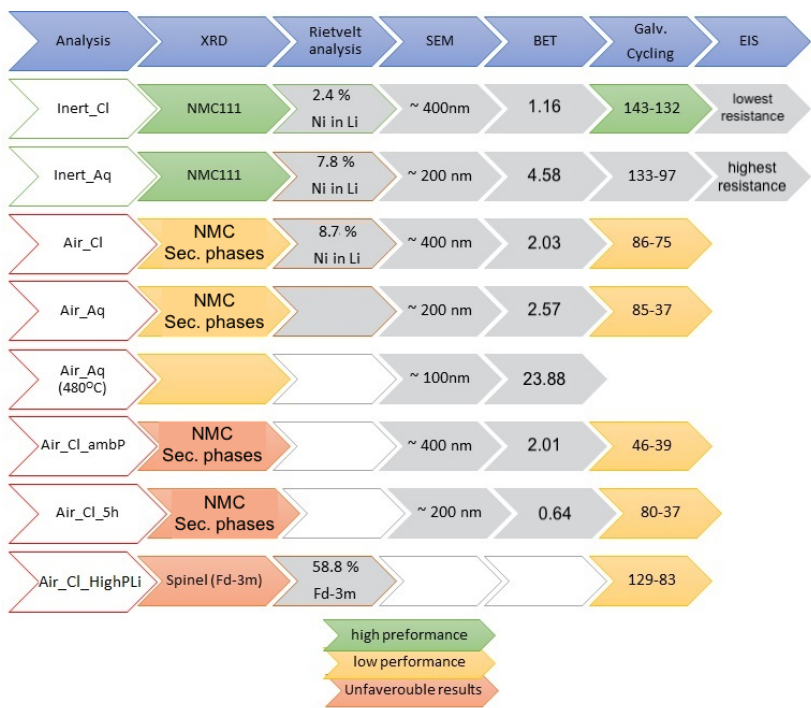 Analysis
XRD
Rietvelt
analysis
SEM
BET
Galv.
Cycling
EIS
Inert_Cl
NMC111
2.4 %
Ni in Li
~ 400nm
1.16
143-132
lowest
resistance
Inert_Aq
NMC111
7.8 %
Ni in Li
~ 200 nm
4.58
133-97
highest
resistance
Air_Cl
NMC
Sec. phases
8.7 %
Ni in Li
~ 400 nm
2.03
86-75
Air_Aq
NMC
Sec. phases
~ 200 nm
2.57
85-37
Air_Aq
(480⁰C)
~ 100nm
23.88
Air_Cl_ambP
NMC
Sec. phases
~ 400 nm
2.01
46-39
Air_Cl_5h
NMC
Sec. phases
~ 200 nm
0.64
80-37
Air_Cl_HighPLi
Spinel (Fd-3m)
58.8 %
Fd-3m
129-83
high preformance
low performance
Unfaverouble results